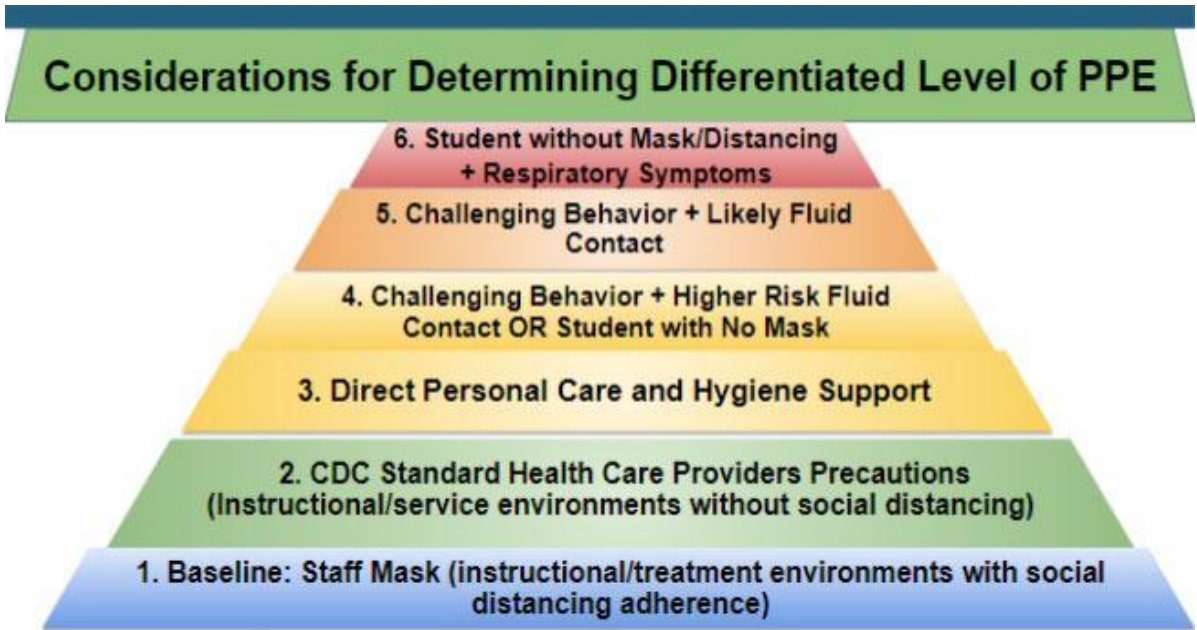 Considerations for Determining Differentiated Level of PPE
6. Student without Mask/Distancing
+ Respiratory Symptoms
5. Challenging Behavior + Likely Fluid
Contact
4. Challenging Behavior + Higher Risk Fluid
Contact OR Student with No Mask
3. Direct Personal Care and Hygiene Support
2. CDC Standard Health Care Providers Precautions
(Instructional/service environments without social distancing)
1. Baseline: Staff Mask (instructional/treatment environments with social
distancing adherence)